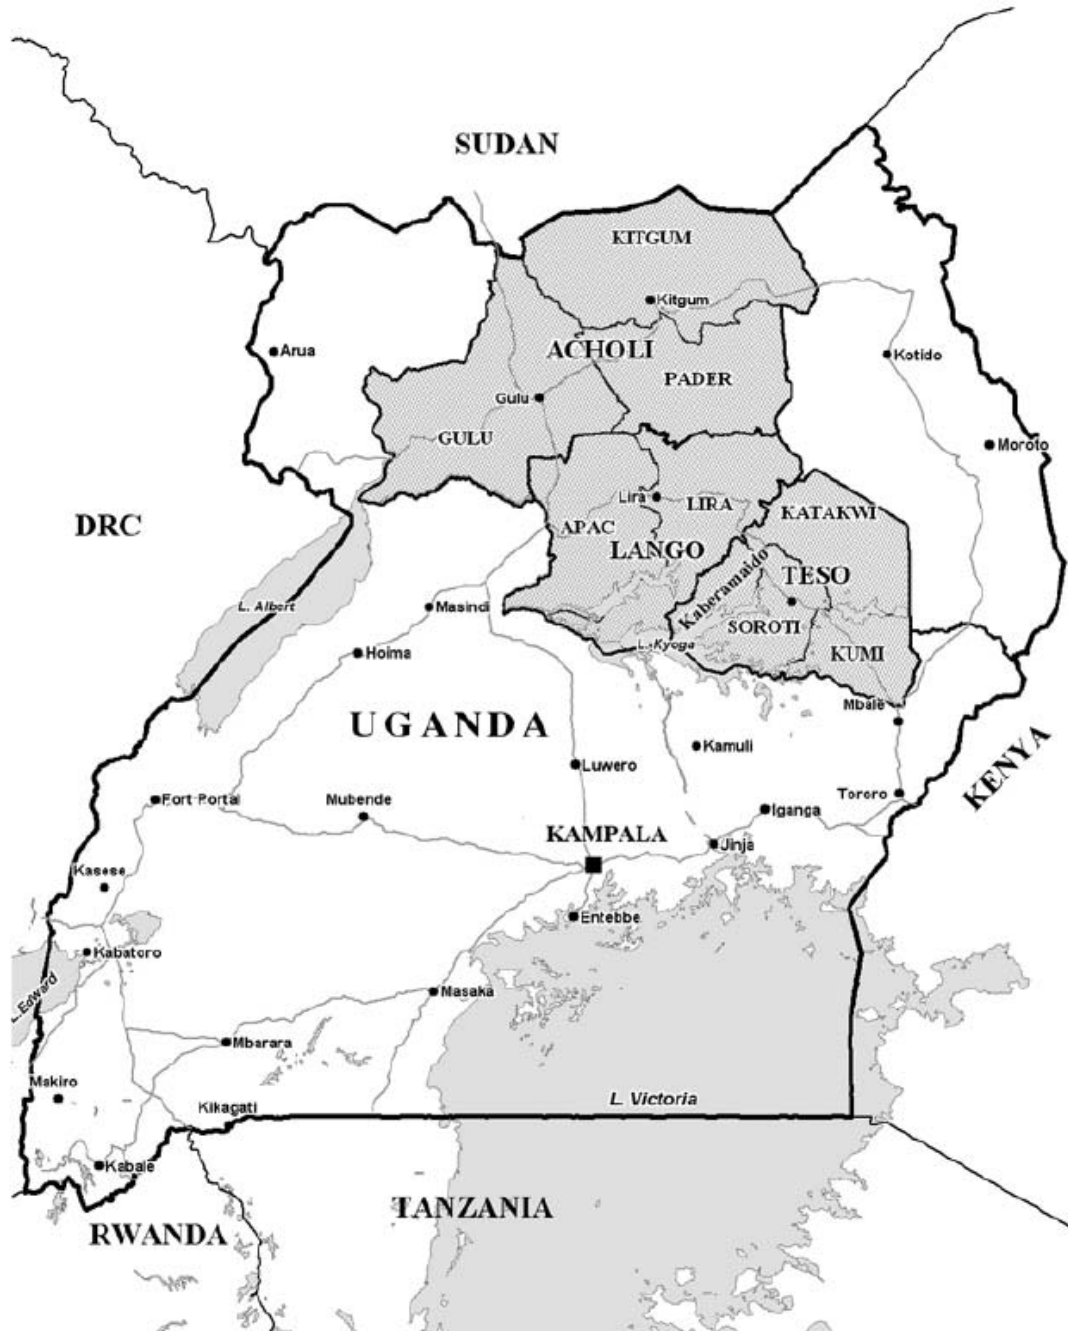 SUDAN
KITGUM
Kitgum
ACHOLI
Arua
Kotido
PADER
Gulu
GULU
Moroto
Lira
LIRA
KATAKWI
DRC
APAC
LANGO
Kaberamaido
TESO
L. Albert
Masindi
SOROTI
Hoima
L. Kyoga
KUMI
Mbale
UGANDA
Kamuli
KENYA
Luwero
Tororo
Fort Portal
Mubende
Iganga
KAMPALA
Jinja
Kasese
Entebbe
Kabatoro
L. Edward
Masaka
Mbarara
Mskiro
Kikagati
L. Victoria
Kabale
TANZANIA
RWANDA